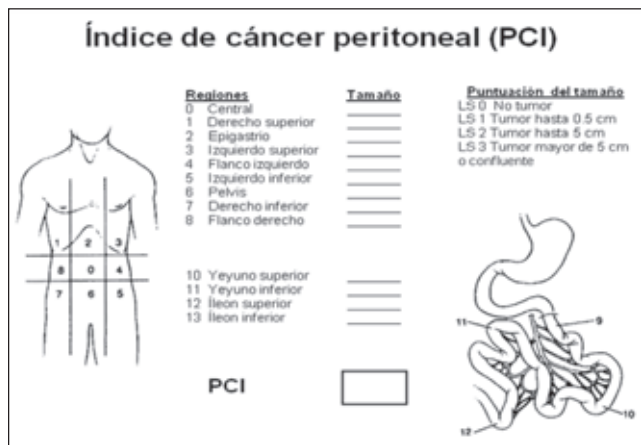 Índice de cáncer peritoneal (PCI)
Regiones Tamaño
0 Central
1 Derecho superior
2 Epigastrio
3 Izquierdo superior
4 Flanco izquierdo
5 Izquierdo inferior
6 Pelvis
7 Derecho inferior
8 Flanco derecho
10 Yeyuno superior
11 Yeyuno inferior
12 Íleon superior
13 Íleon inferior
PCI
Puntuación del tamaño
LS 0 No tumor
LS 1 Tumor hasta 0.5 cm
LS 2 Tumor hasta 5 cm
LS 3 Tumor mayor de 5 cm
o confluente
1 2 3
8 0 4
7 6 5
11 9
10
12